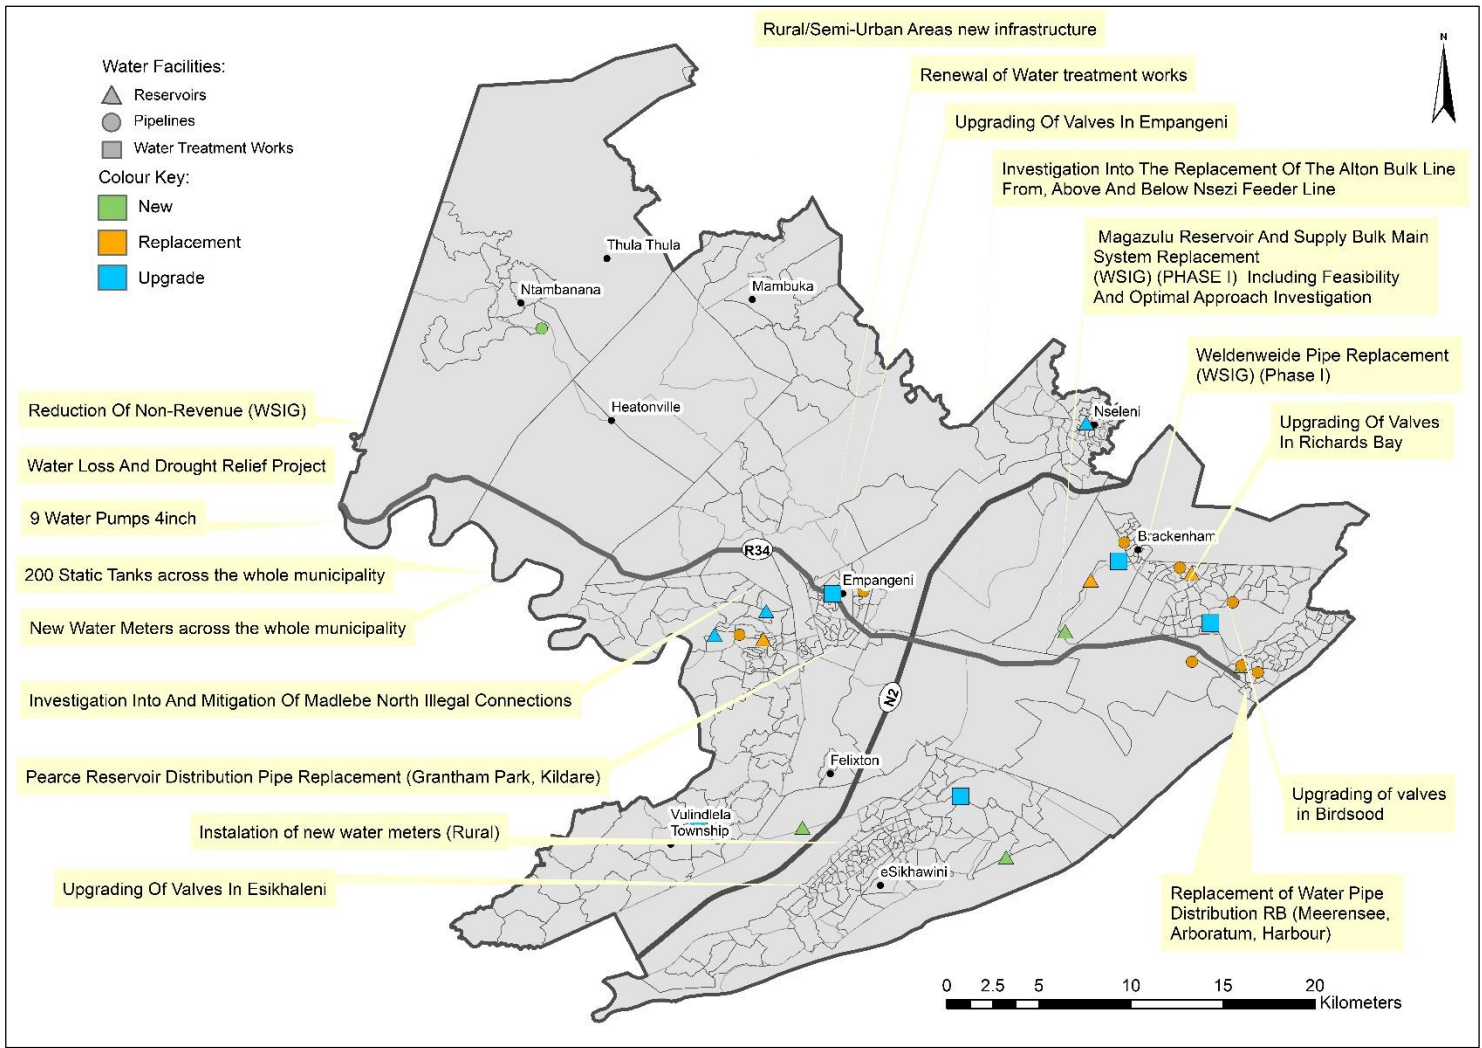 Water Facilities:
Reservoirs
Pipelines
Water Treatment Works
Colour Key:
New
Replacement
Upgrade
Rural/Semi-Urban Areas new infrastructure
Renewal of Water treatment works
Upgrading Of Valves In Empangeni
Investigation Into The Replacement Of The Alton Bulk Line
From, Above And Below Nsezi Feeder Line
Magazulu Reservoir And Supply Bulk Main
System Replacement
(WSIG) (PHASE I) Including Feasibility
And Optimal Approach Investigation
Weldenweide Pipe Replacement
(WSIG) (Phase I)
Upgrading Of Valves
In Richards Bay
N
Thula Thula
Ntambanana
Mambuka
Heatonville
Nseleni
Brackenham
R34
Empangeni
N2
Felixton
Vulindlela
Township
eSikhawini
Reduction Of Non-Revenue (WSIG)
Water Loss And Drought Relief Project
9 Water Pumps 4inch
200 Static Tanks across the whole municipality
New Water Meters across the whole municipality
Investigation Into And Mitigation Of Madlebe North Illegal Connections
Pearce Reservoir Distribution Pipe Replacement (Grantham Park, Kildare)
Instalation of new water meters (Rural)
Upgrading Of Valves In Esikhaleni
Upgrading of valves
in Birdsood
Replacement of Water Pipe
Distribution RB (Meerensee,
Arboratum, Harbour)
0 2.5 5 10 15 20
Kilometers